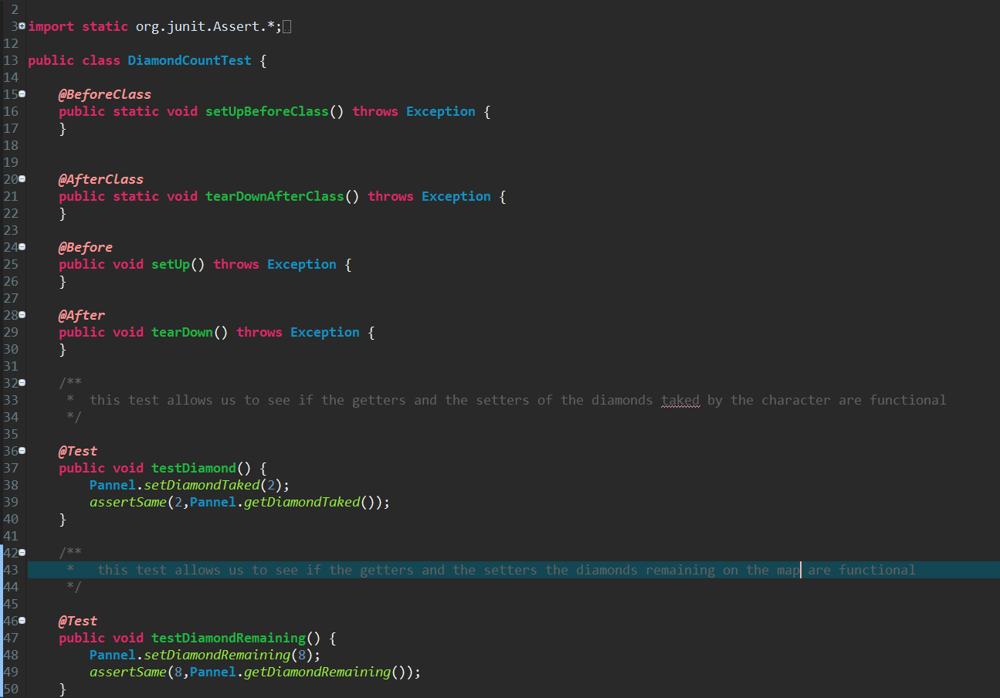 2
3 import static org.junit.Assert.*;
12
13 public class DiamondCountTest {
14
15 @BeforeClass
16 public static void setUpBeforeClass() throws Exception {
17 }
18
19
20 @AfterClass
21 public static void tearDownAfterClass() throws Exception {
22 }
23
24 @Before
25 public void setUp() throws Exception {
26 }
27
28 @After
29 public void tearDown() throws Exception {
30 }
31
32 /**
33 * this test allows us to see if the getters and the setters of the diamonds taked by the character are functional
34 */
35
36 @Test
37 public void testDiamond() {
38 Pannel.setDiamondTaked(2);
39 assertSame(2,Pannel.getDiamondTaked());
40 }
41
42 /**
43 * this test allows us to see if the getters and the setters the diamonds remaining on the map are functional
44 */
45
46 @Test
47 public void testDiamondRemaining() {
48 Pannel.setDiamondRemaining(8);
49 assertSame(8,Pannel.getDiamondRemaining());
50 }